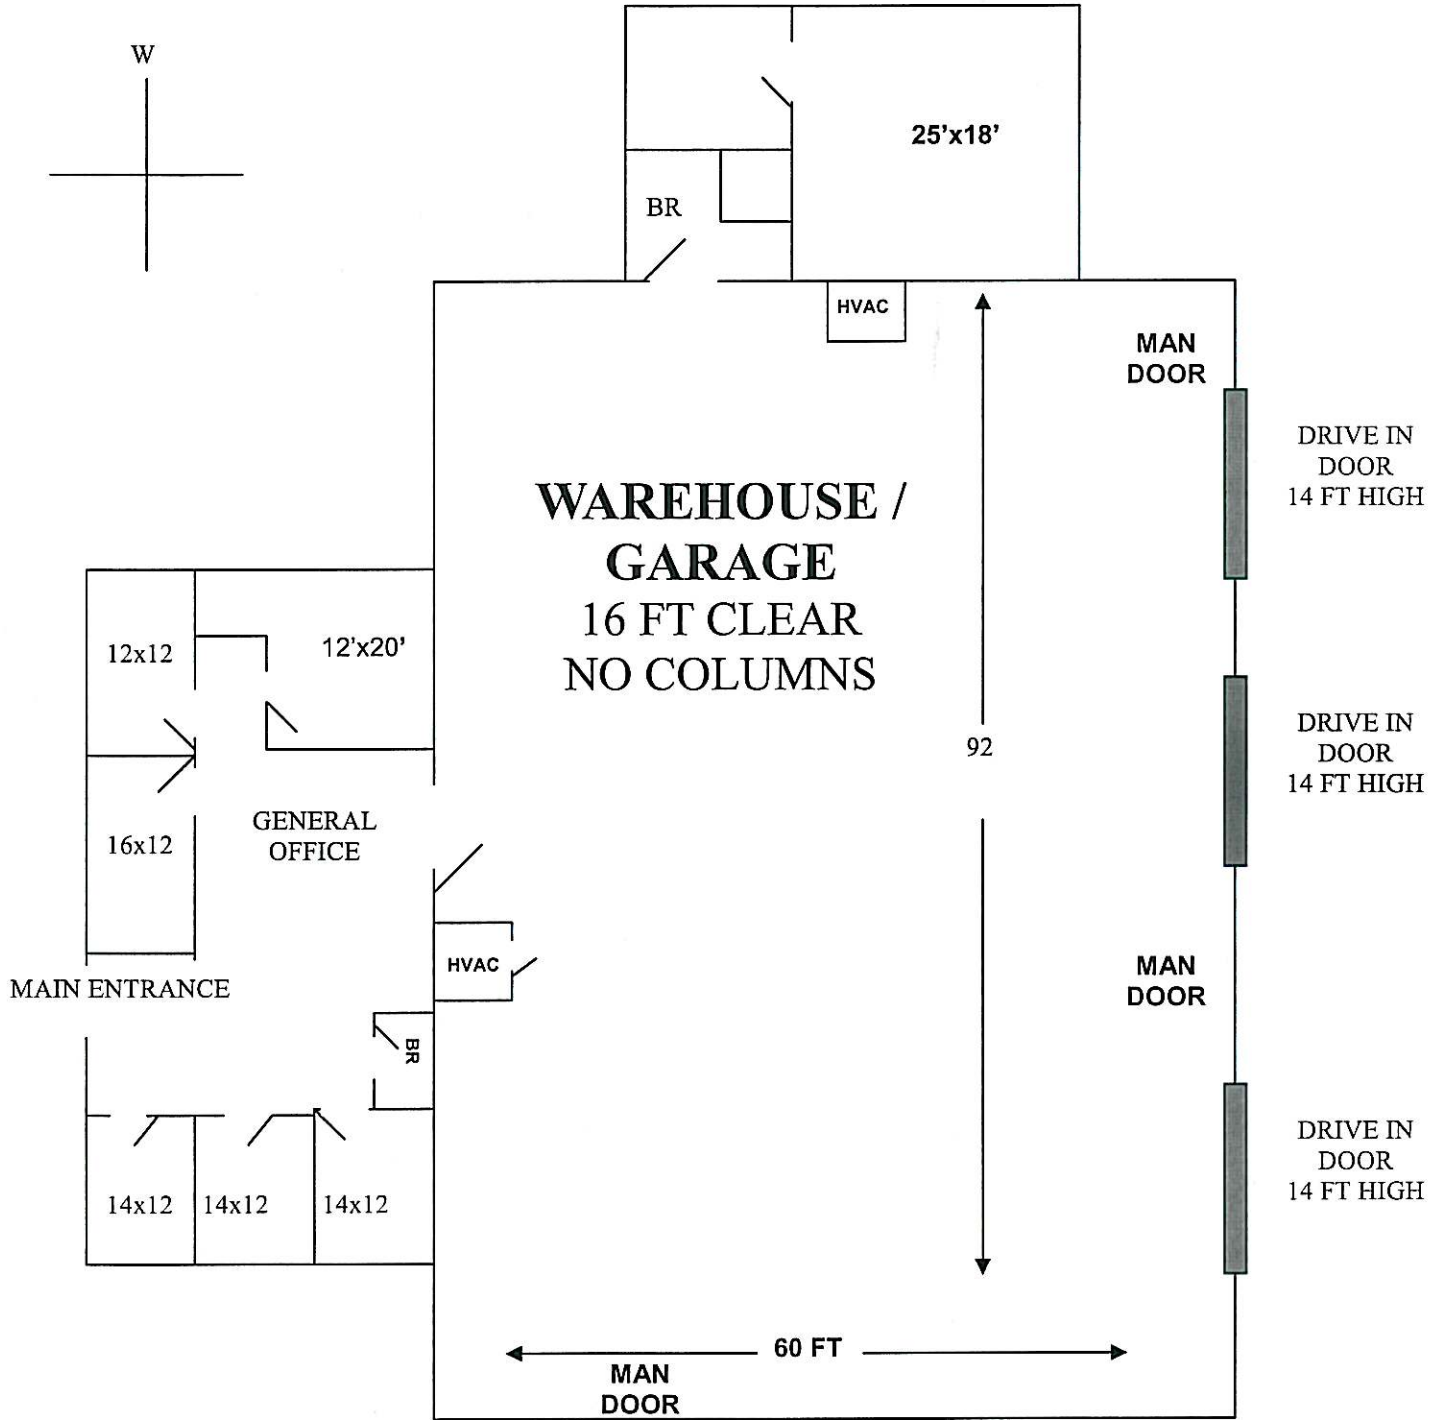 W
25’x18’
BR
HVAC
MAN
DOOR
DRIVE IN
DOOR
14 FT HIGH
WAREHOUSE /
GARAGE
16 FT CLEAR
NO COLUMNS
12x12
12’x20’
DRIVE IN
DOOR
14 FT HIGH
92
GENERAL
OFFICE
16x12
HVAC
MAN
DOOR
MAIN ENTRANCE
BR
DRIVE IN
DOOR
14 FT HIGH
14x12
14x12
14x12
60 FT
MAN
DOOR